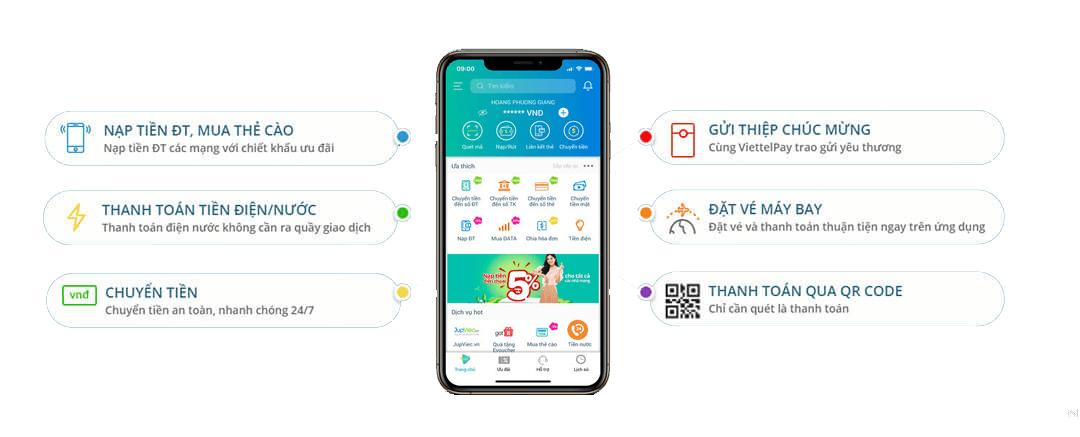 NẠP TIỀN ĐT, MUA THẺ CÀO
Nạp tiền ĐT các mạng với chiết khấu ưu đãi
THANH TOÁN TIỀN ĐIỆN/NƯỚC
Thanh toán điện nước không cần ra quầy giao dịch
vnđ
CHUYỂN TIỀN
Chuyển tiền an toàn, nhanh chóng 24/7
09:00
Tìm kiếm
HOANG PHUONG GIANG
****** VND
Quét mã Nạp/Rút Liên kết thẻ Chuyển tiền
Ưa thích
Chuyển tiền đến số ĐT
Chuyển tiền đến số TK
Chuyển tiền đến số thẻ
Chuyển tiền mặt
Nạp ĐT Mua DATA Chia hóa đơn Tiền điện
Nạp tiền
5%
cho tất cả
các nhà mạng
Dịch vụ hot
JupViec.vn
got
JupViec.vn
Quà tặng Evoucher
Mua thẻ cào
Tiền nước
Trang chủ Ưu đãi Hỗ trợ Lịch sử
GỬI THIỆP CHÚC MỪNG
Cùng ViettelPay trao gửi yêu thương
ĐẶT VÉ MÁY BAY
Đặt vé và thanh toán thuận tiện ngay trên ứng dụng
THANH TOÁN QUA QR CODE
Chỉ cần quét là thanh toán